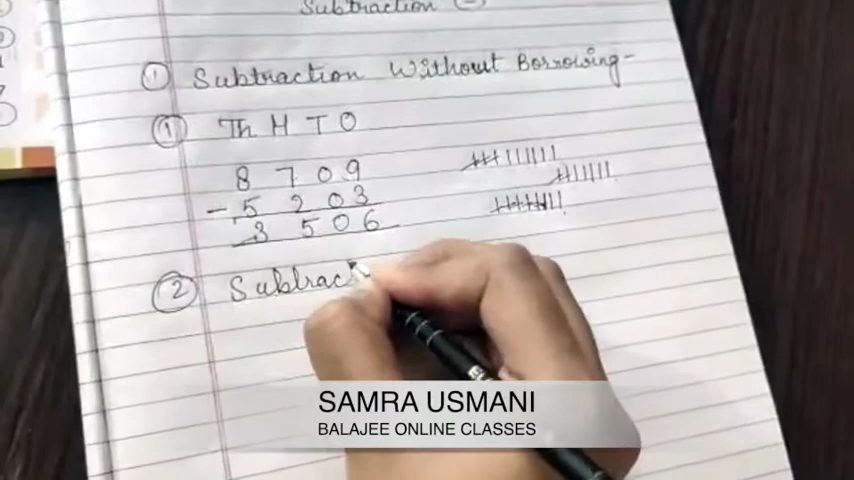 Subtraction
① Subtraction Without Borrowing-
① Th H T O
8 7 0 9
- 5 2 0 3
3 5 0 6
② Subtrac
SAMRA USMANI
BALAJEE ONLINE CLASSES